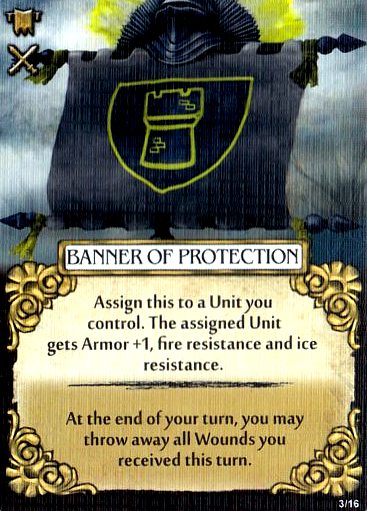 BANNER OF PROTECTION
Assign this to a Unit you
control. The assigned Unit
gets Armor +1, fire resistance and ice
resistance.
At the end of your turn, you may
throw away all Wounds you
received this turn.
3/16